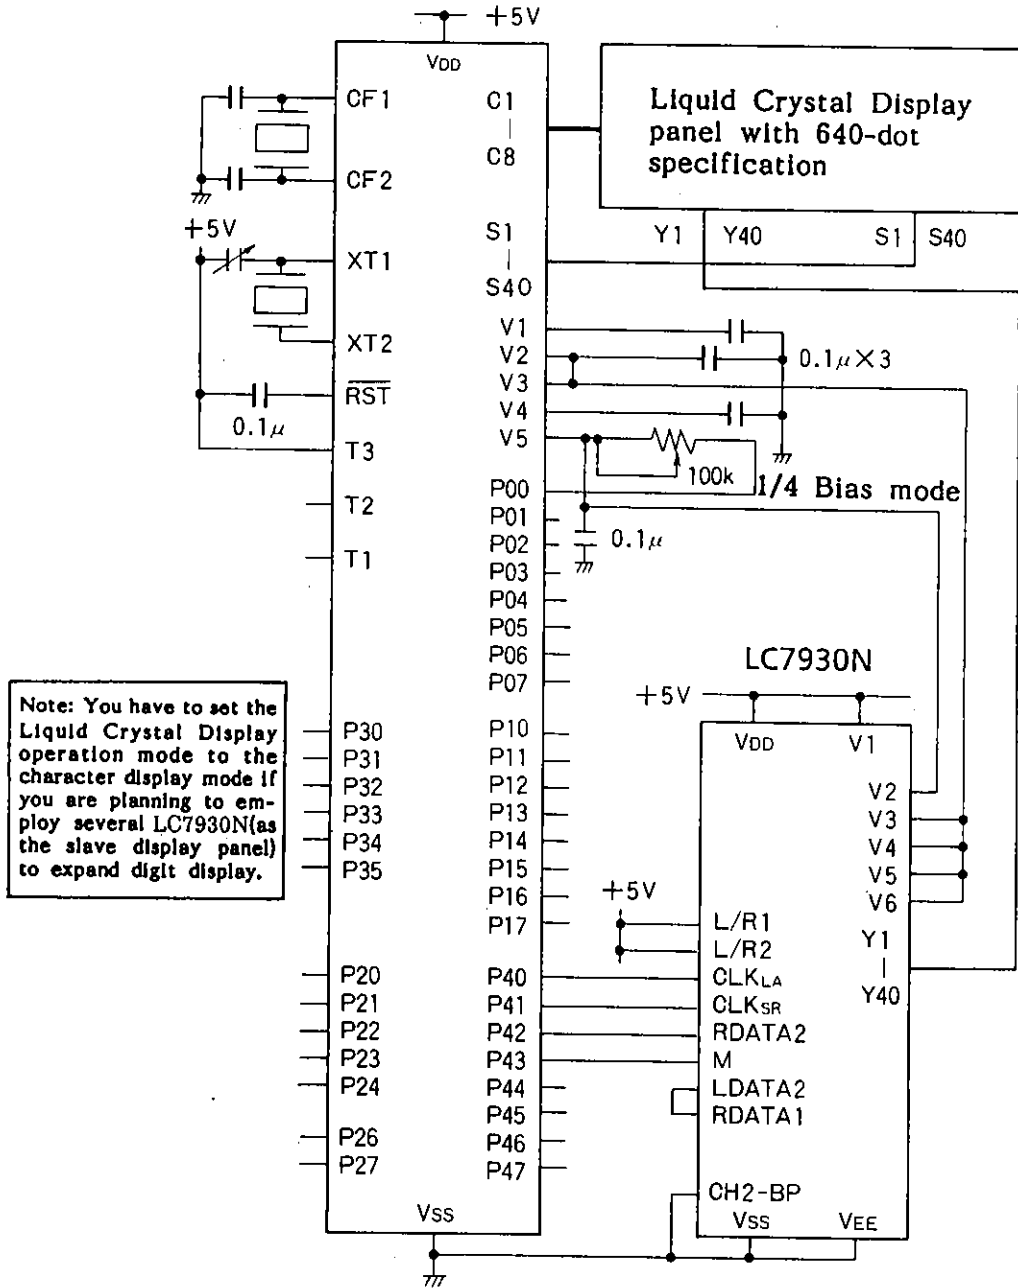 +5V
VDD
CF1
CF2
+5V
XT1
XT2
RST
0.1μ
T3
T2
T1
P30
P31
P32
P33
P34
P35
P20
P21
P22
P23
P24
P26
P27
VSS
C1
C8
S1
S40
V1
V2
V3
V4
V5
P00
P01
P02
P03
P04
P05
P06
P07
P10
P11
P12
P13
P14
P15
P16
P17
P40
P41
P42
P43
P44
P45
P46
P47
Liquid Crystal Display
panel with 640-dot
specification
Y1 Y40 S1 S40
0.1μ×3
100k
1/4 Bias mode
0.1μ
Note: You have to set the
Liquid Crystal Display
operation mode to the
character display mode if
you are planning to em-
ploy several LC7930N(as
the slave display panel)
to expand digit display.
LC7930N
+5V
VDD V1
V2
V3
V4
V5
V6
Y1
Y40
+5V
L/R1
L/R2
CLKLA
CLKSR
RDATA2
M
LDATA2
RDATA1
CH2-BP
VSS VEE